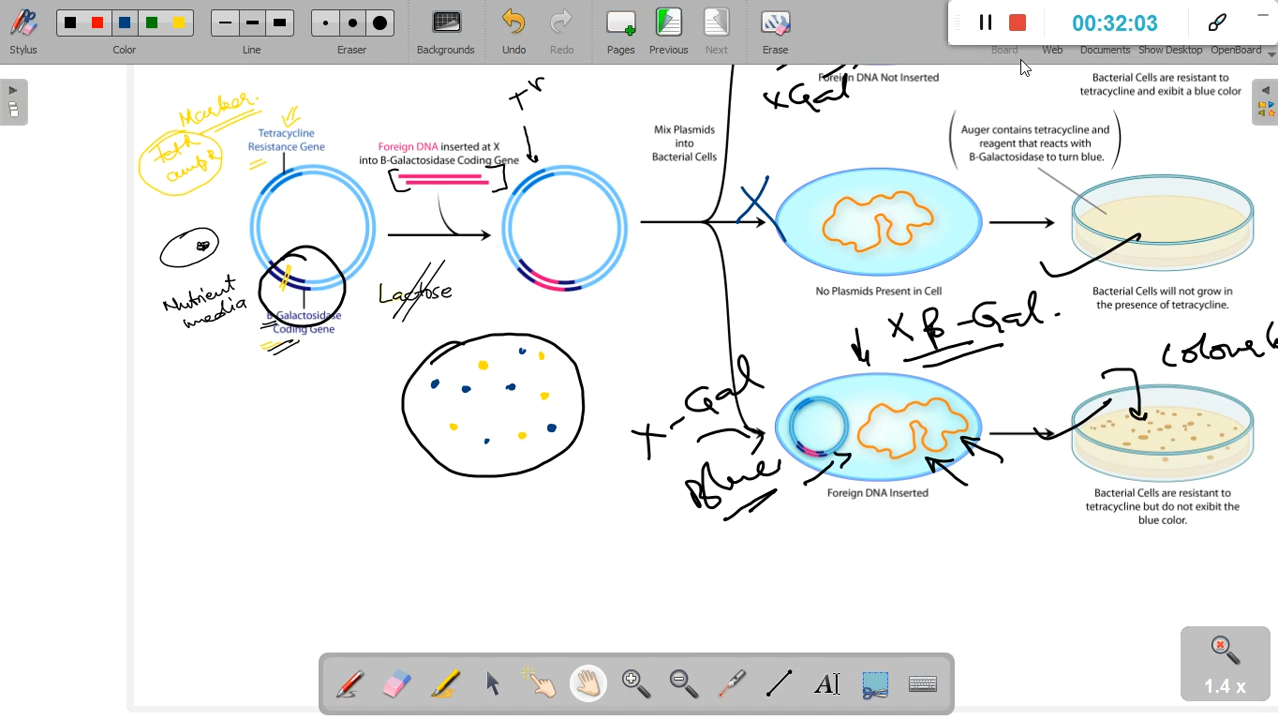 Stylus
Color
Line
Eraser
Backgrounds
Undo
Redo
Pages
Previous
Next
Erase
00:32:03
Board
Web
Documents
Show Desktop
OpenBoard
Foreign DNA Not Inserted
Bacterial Cells are resistant to
tetracycline and exibit a blue color
X Gal
Marker.
Tetracycline
Resistance Gene
Foreign DNA inserted at X
into B-Galactosidase Coding Gene
Mix Plasmids
into
Bacterial Cells
Auger contains tetracycline and
reagent that reacts with
B-Galactosidase to turn blue.
Nutrient
media
B-Galactosidase
Coding Gene
Lactose
No Plasmids Present in Cell
Bacterial Cells will not grow in
the presence of tetracycline.
X β-Gal.
X-Gal
Blue
Foreign DNA Inserted
Bacterial Cells are resistant to
tetracycline but do not exibit the
blue color.
1.4 x